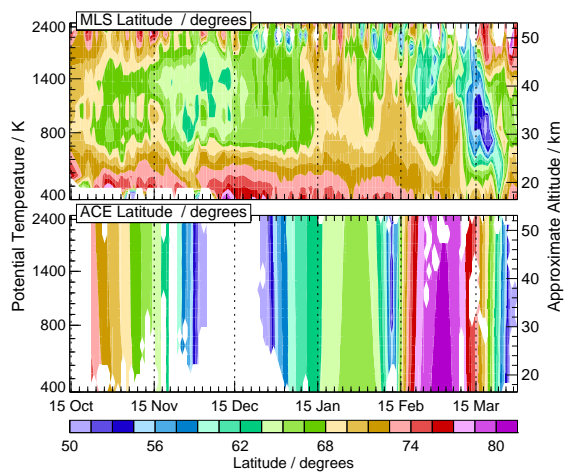 MLS Latitude / degrees
2400
1400
800
400
50
40
30
20
ACE Latitude / degrees
2400
1400
800
400
50
40
30
20
Potential Temperature / K
Approximate Altitude / km
15 Oct 15 Nov 15 Dec 15 Jan 15 Feb 15 Mar
50 56 62 68 74 80
Latitude / degrees